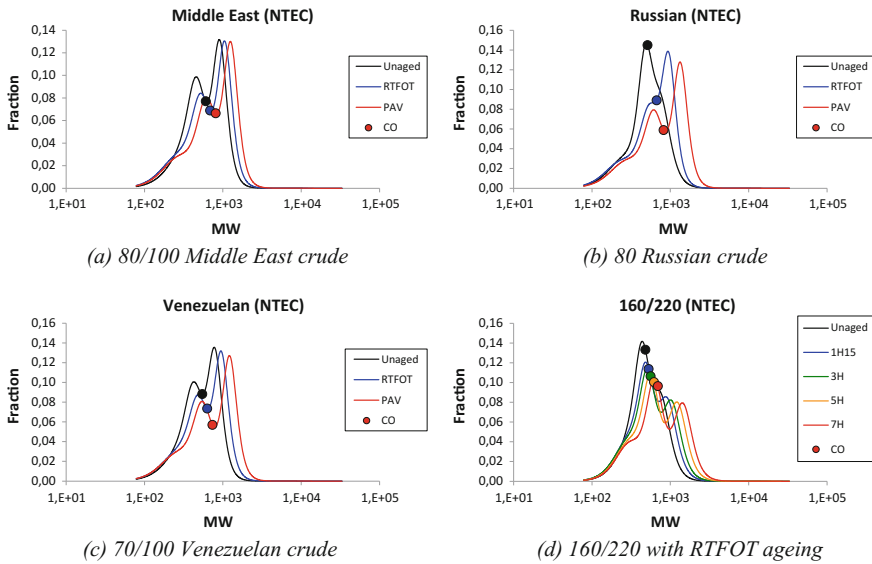 Middle East (NTEC)
0,14
0,12
0,10
0,08
0,06
0,04
0,02
0,00
Fraction
1,E+01 1,E+02 1,E+03 1,E+04 1,E+05
MW
Unaged
RTFOT
PAV
CO
(a) 80/100 Middle East crude
Russian (NTEC)
0,16
0,14
0,12
0,10
0,08
0,06
0,04
0,02
0,00
Fraction
1,E+01 1,E+02 1,E+03 1,E+04 1,E+05
MW
Unaged
RTFOT
PAV
CO
(b) 80 Russian crude
Venezuelan (NTEC)
0,16
0,14
0,12
0,10
0,08
0,06
0,04
0,02
0,00
Fraction
1,E+01 1,E+02 1,E+03 1,E+04 1,E+05
MW
Unaged
RTFOT
PAV
CO
(c) 70/100 Venezuelan crude
160/220 (NTEC)
0,16
0,14
0,12
0,10
0,08
0,06
0,04
0,02
0,00
Fraction
1,E+01 1,E+02 1,E+03 1,E+04 1,E+05
MW
Unaged
1H15
3H
5H
7H
CO
(d) 160/220 with RTFOT ageing